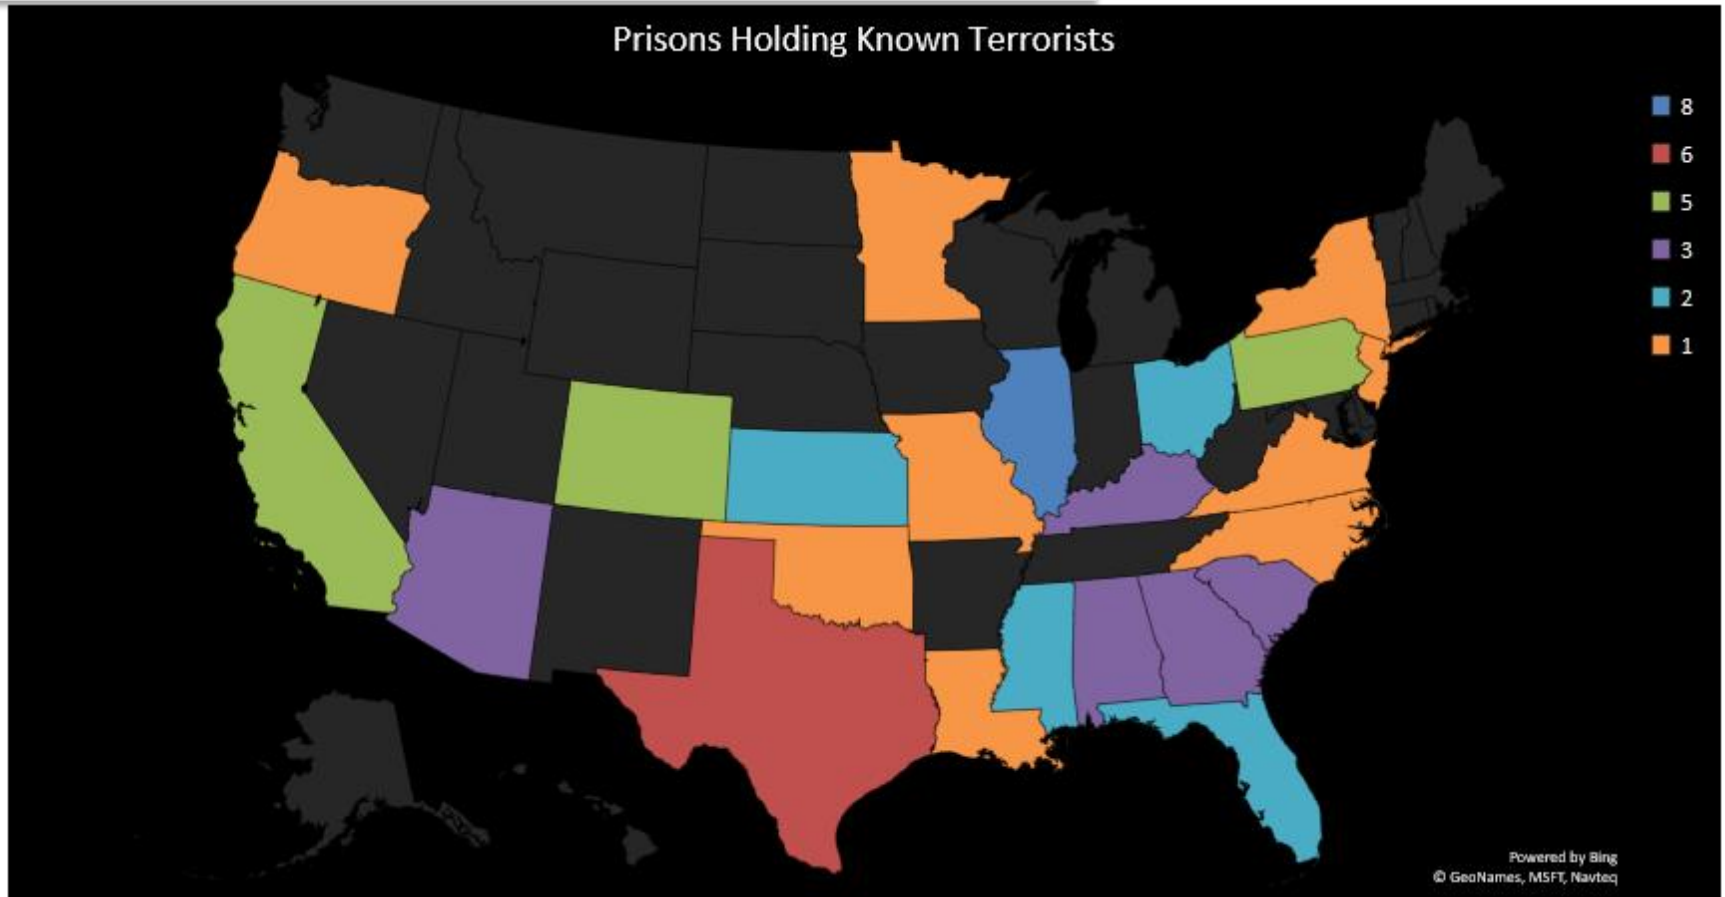 Prisons Holding Known Terrorists
8
6
5
3
2
1
Powered by Bing
© GeoNames, MSFT, Navteq